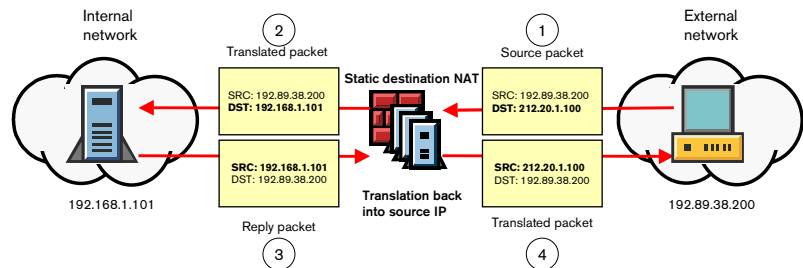 Internal
network
2
Translated packet
1
Source packet
External
network
SRC: 192.89.38.200
DST: 192.168.1.101
Static destination NAT
SRC: 192.89.38.200
DST: 212.20.1.100
SRC: 192.168.1.101
DST: 192.89.38.200
SRC: 212.20.1.100
DST: 192.89.38.200
192.168.1.101
Translation back
into source IP
192.89.38.200
Reply packet
3
Translated packet
4